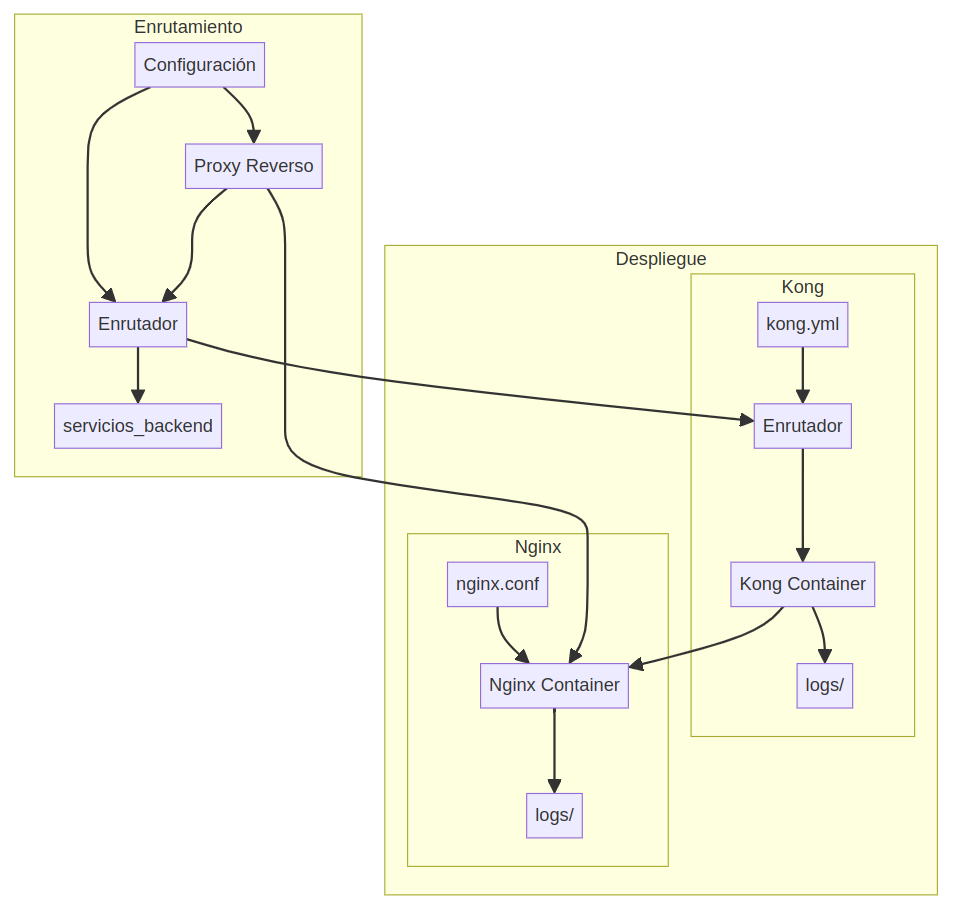 Enrutamiento
Configuración
Proxy Reverso
Enrutador
servicios_backend
Despliegue
Kong
kong.yml
Enrutador
Kong Container
logs/
Nginx
nginx.conf
Nginx Container
logs/